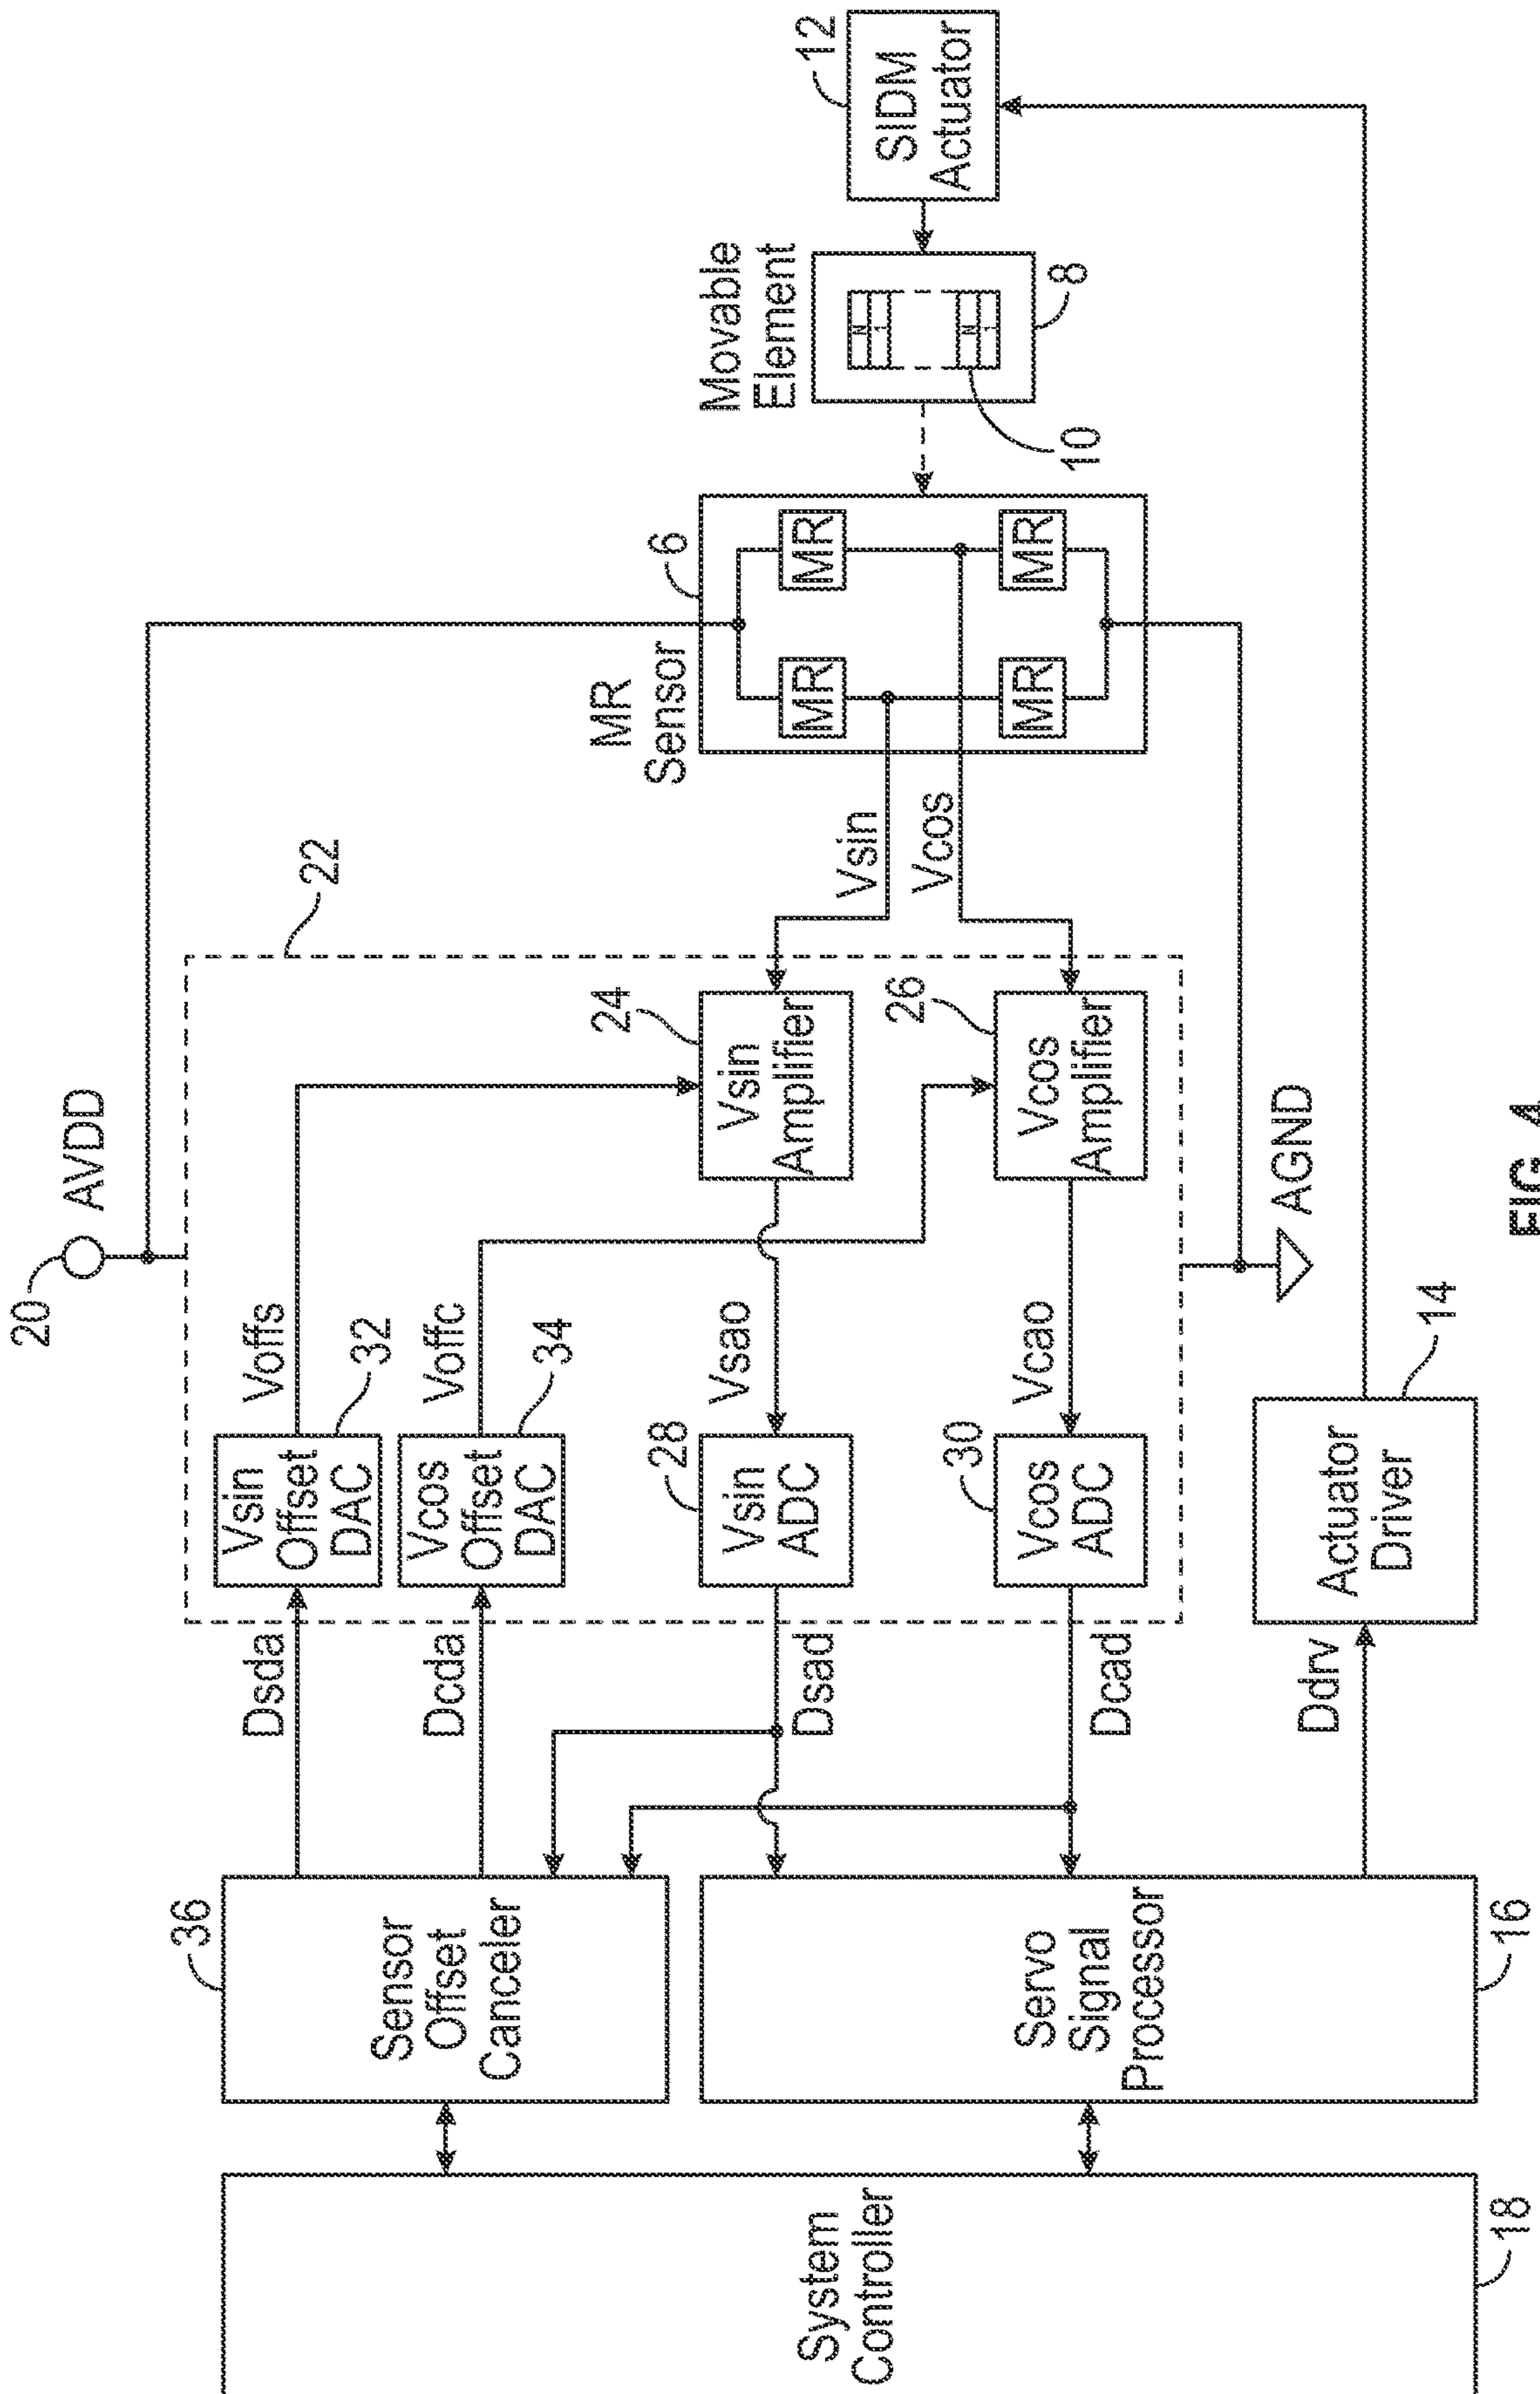 20
AVDD
22
System
Controller
18
36
Sensor
Offset
Canceler
Servo
Signal
Processor
16
Dsda
Dcda
Dsad
Dcad
Ddrv
Vsin
Offset
DAC
Voffs
32
Vcos
Offset
DAC
Voffc
34
28
Vsin
ADC
Vsao
30
Vcos
ADC
Vcao
Actuator
Driver
14
24
Vsin
Amplifier
26
Vcos
Amplifier
AGND
Vsin
Vcos
MR
Sensor
6
MR
MR
MR
MR
Movable
Element
N
1
N
1
10
8
12
SIDM
Actuator
FIG. 4